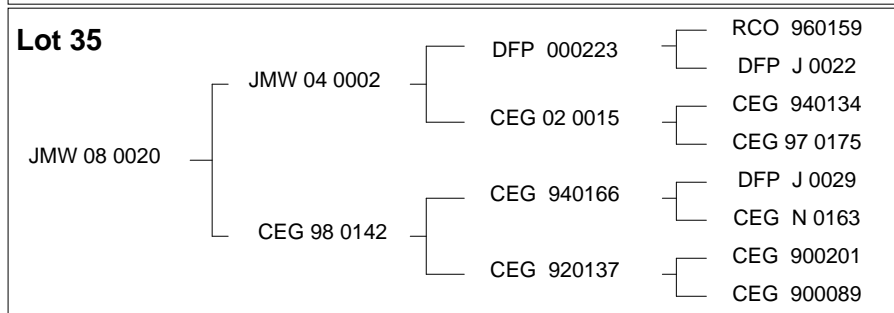 Lot 35
RCO 960159
DFP 000223
DFP J 0022
JMW 04 0002
CEG 940134
CEG 02 0015
CEG 97 0175
JMW 08 0020
DFP J 0029
CEG 940166
CEG N 0163
CEG 98 0142
CEG 900201
CEG 920137
CEG 900089